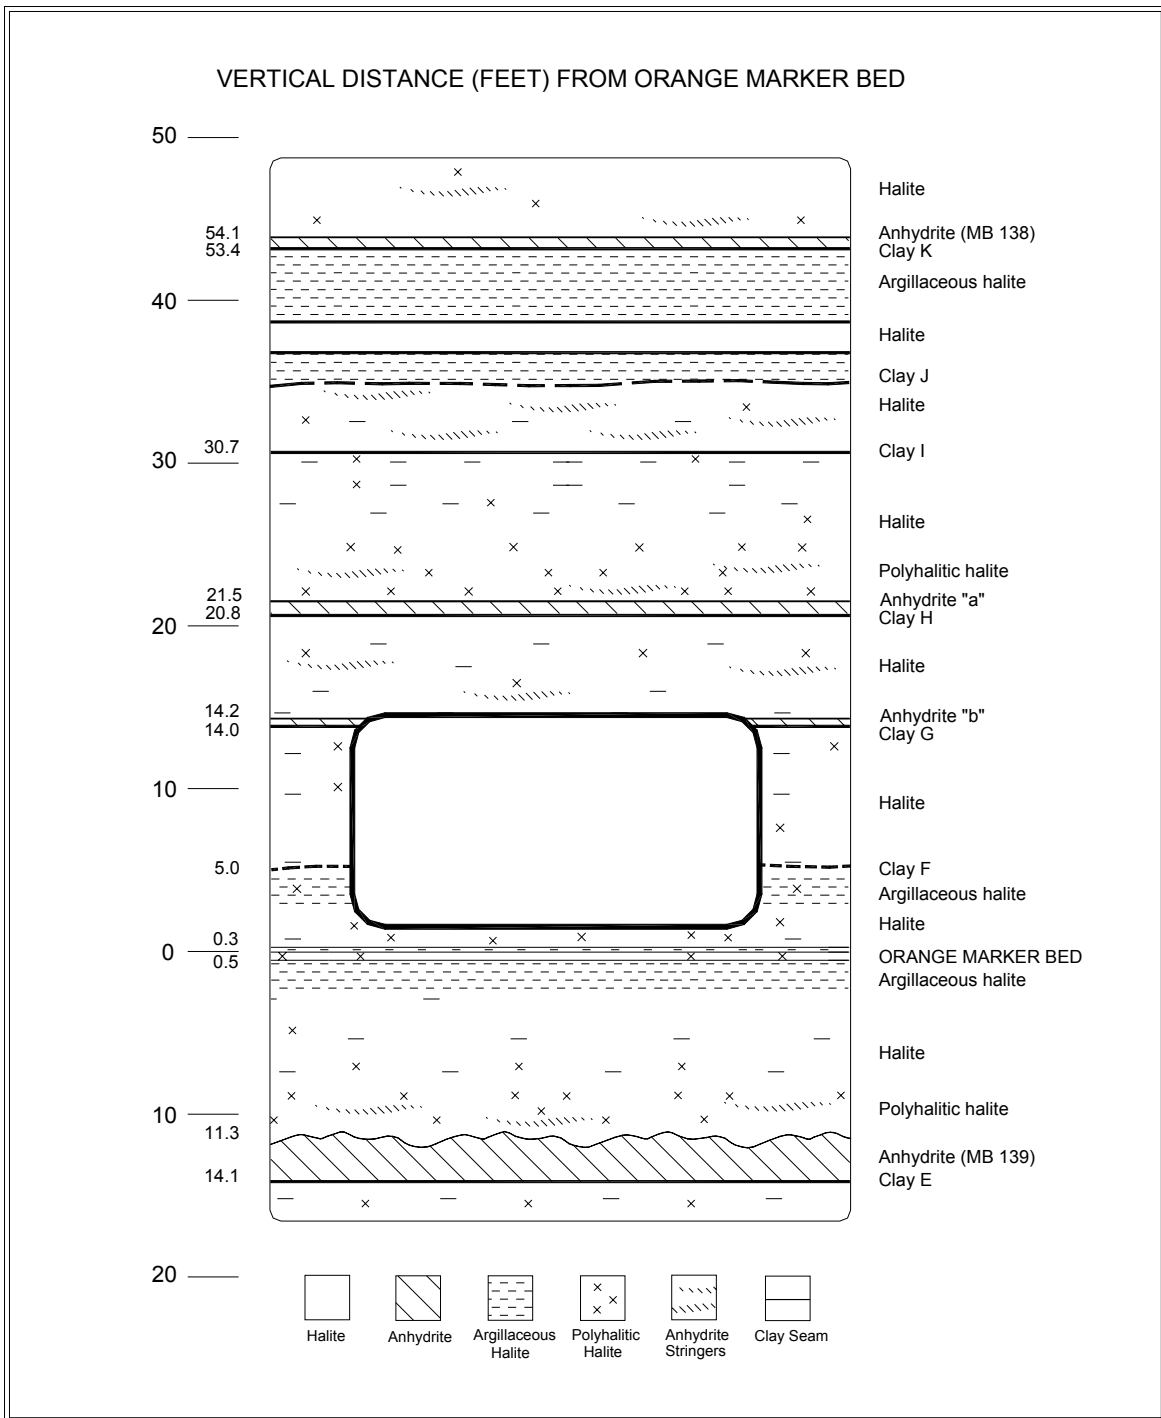 VERTICAL DISTANCE (FEET) FROM ORANGE MARKER BED
50
Halite
54.1 Anhydrite (MB 138)
53.4 Clay K
Argillaceous halite
40
Halite
Clay J
Halite
30.7 Clay I
30
Halite
Polyhalitic halite
21.5 Anhydrite "a"
20.8 Clay H
20
Halite
14.2 Anhydrite "b"
14.0 Clay G
10
Halite
5.0 Clay F
Argillaceous halite
Halite
0.3
0 ORANGE MARKER BED
0.5
Argillaceous halite
Halite
10 Polyhalitic halite
11.3
Anhydrite (MB 139)
14.1 Clay E
20
Halite
Anhydrite
Argillaceous
Halite
Polyhalitic
Halite
Anhydrite
Stringers
Clay Seam